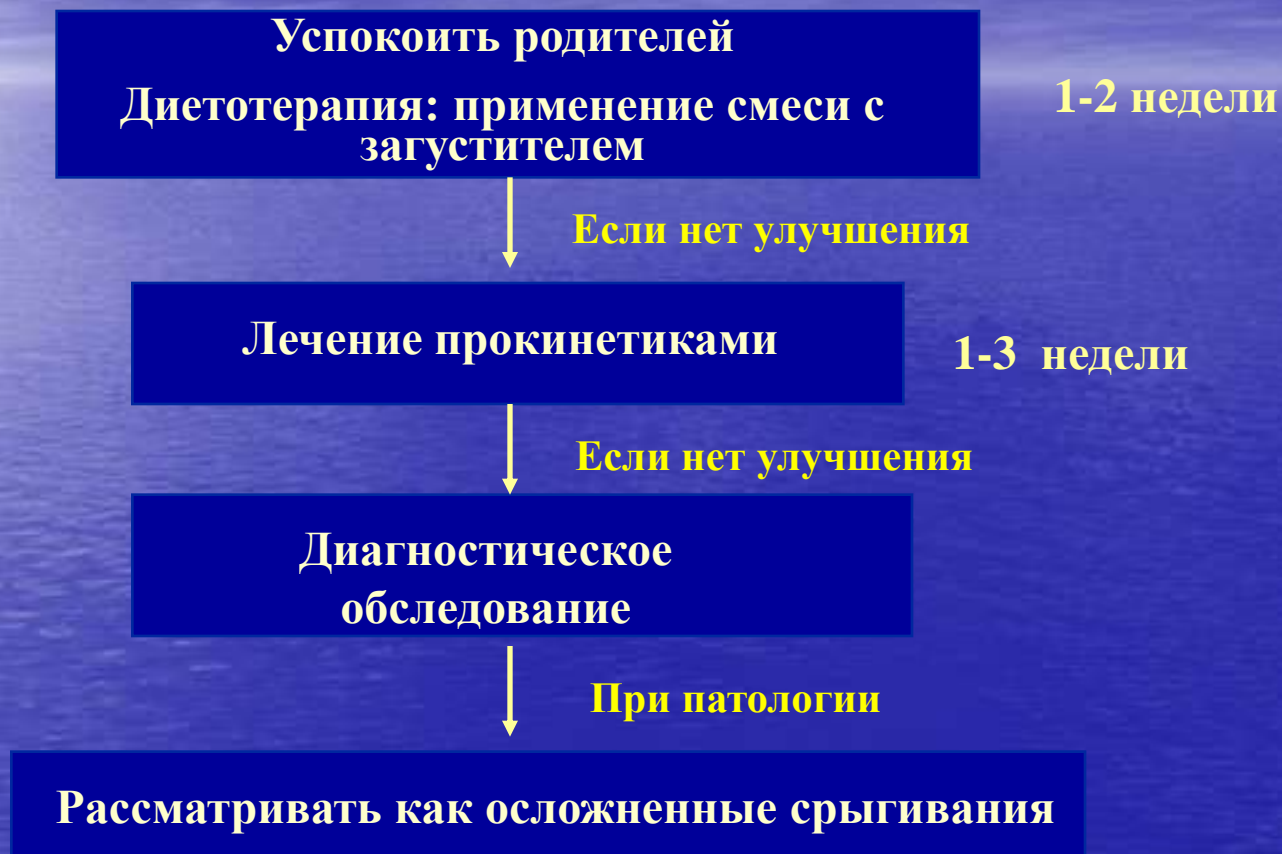 Успокоить родителей
Диетотерапия: применение смеси с
загустителем
1-2 недели
Если нет улучшения
Лечение прокинетиками
1-3 недели
Если нет улучшения
Диагностическое
обследование
При патологии
Рассматривать как осложненные срыгивания